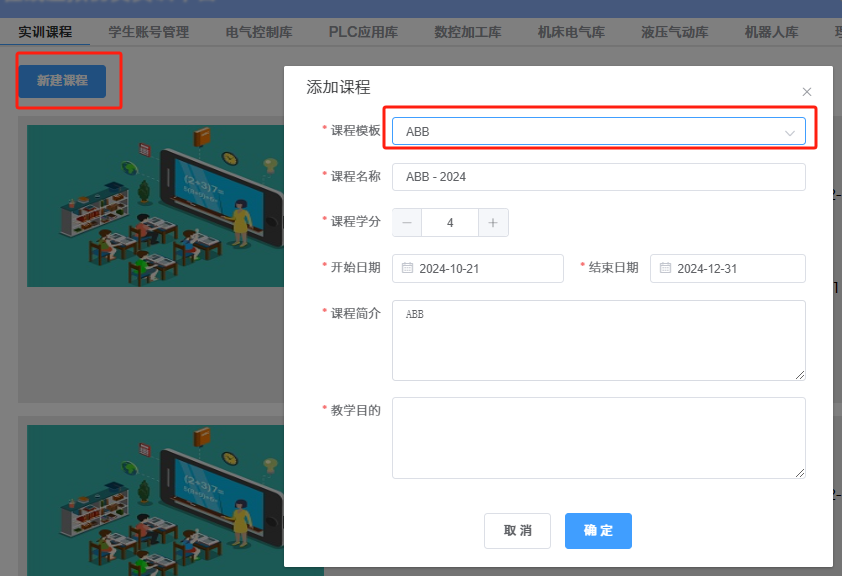 实训课程 学生账号管理 电气控制库 PLC应用库 数控加工库 机床电气库 液压气动库 机器人库
新建课程
添加课程
* 课程模板 ABB
* 课程名称 ABB - 2024
* 课程学分 − 4 +
* 开始日期 2024-10-21 * 结束日期 2024-12-31
* 课程简介 ABB
* 教学目的
取 消 确 定